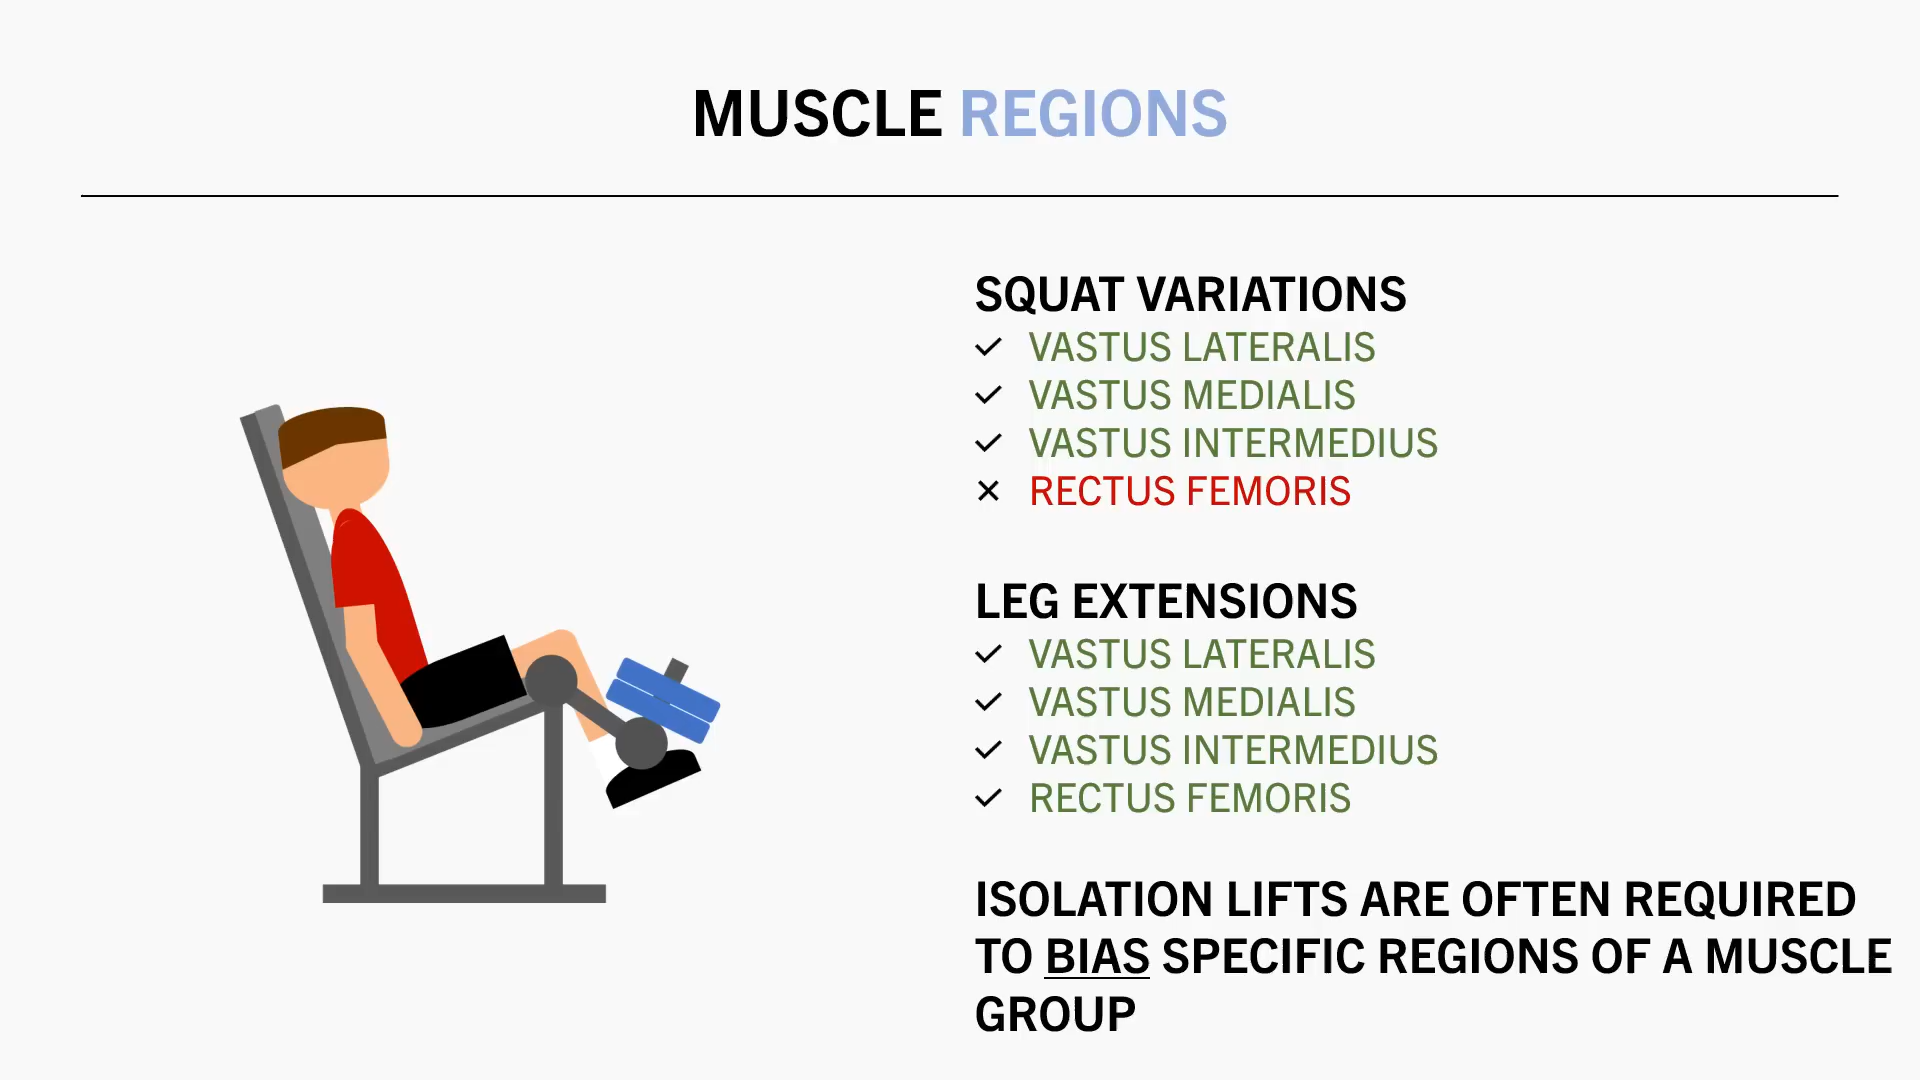 MUSCLE REGIONS
SQUAT VARIATIONS
✓ VASTUS LATERALIS
✓ VASTUS MEDIALIS
✓ VASTUS INTERMEDIUS
✕ RECTUS FEMORIS
LEG EXTENSIONS
✓ VASTUS LATERALIS
✓ VASTUS MEDIALIS
✓ VASTUS INTERMEDIUS
✓ RECTUS FEMORIS
ISOLATION LIFTS ARE OFTEN REQUIRED
TO BIAS SPECIFIC REGIONS OF A MUSCLE
GROUP